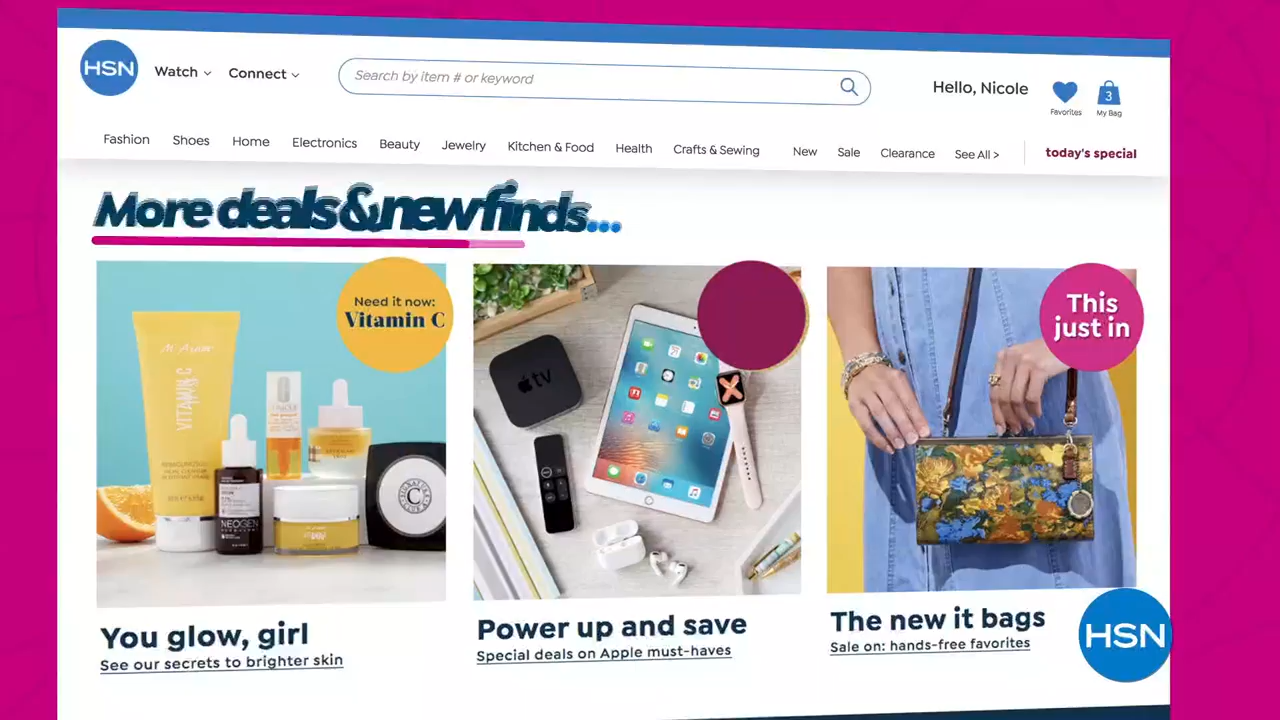 HSN
Watch
Connect
Search by item # or keyword
Hello, Nicole
Favorites
3
My Bag
Fashion
Shoes
Home
Electronics
Beauty
Jewelry
Kitchen & Food
Health
Crafts & Sewing
New
Sale
Clearance
See All >
today's special
More deals & new finds...
Need it now:
Vitamin C
VITAMIN C
NEOGEN
C
tv
This
just in
You glow, girl
See our secrets to brighter skin
Power up and save
Special deals on Apple must-haves
The new it bags
Sale on: hands-free favorites
HSN